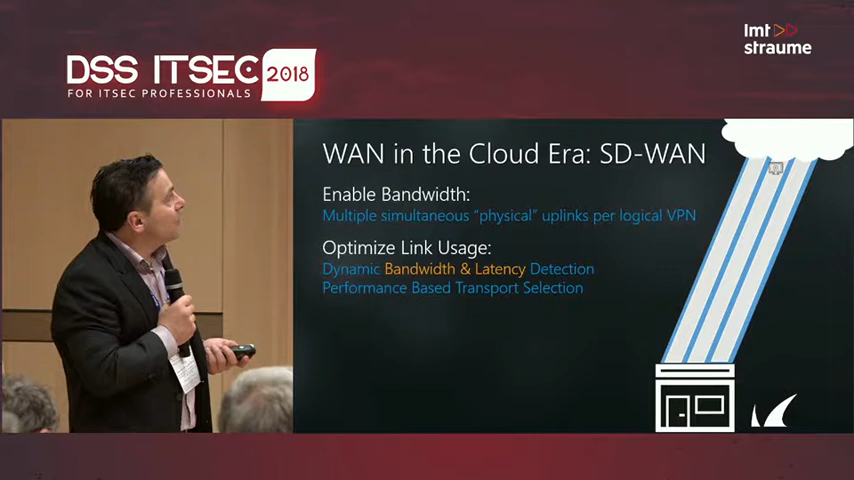 lmt
straume
DSS ITSEC 2018
FOR ITSEC PROFESSIONALS
WAN in the Cloud Era: SD-WAN
Enable Bandwidth:
Multiple simultaneous “physical” uplinks per logical VPN
Optimize Link Usage:
Dynamic Bandwidth & Latency Detection
Performance Based Transport Selection